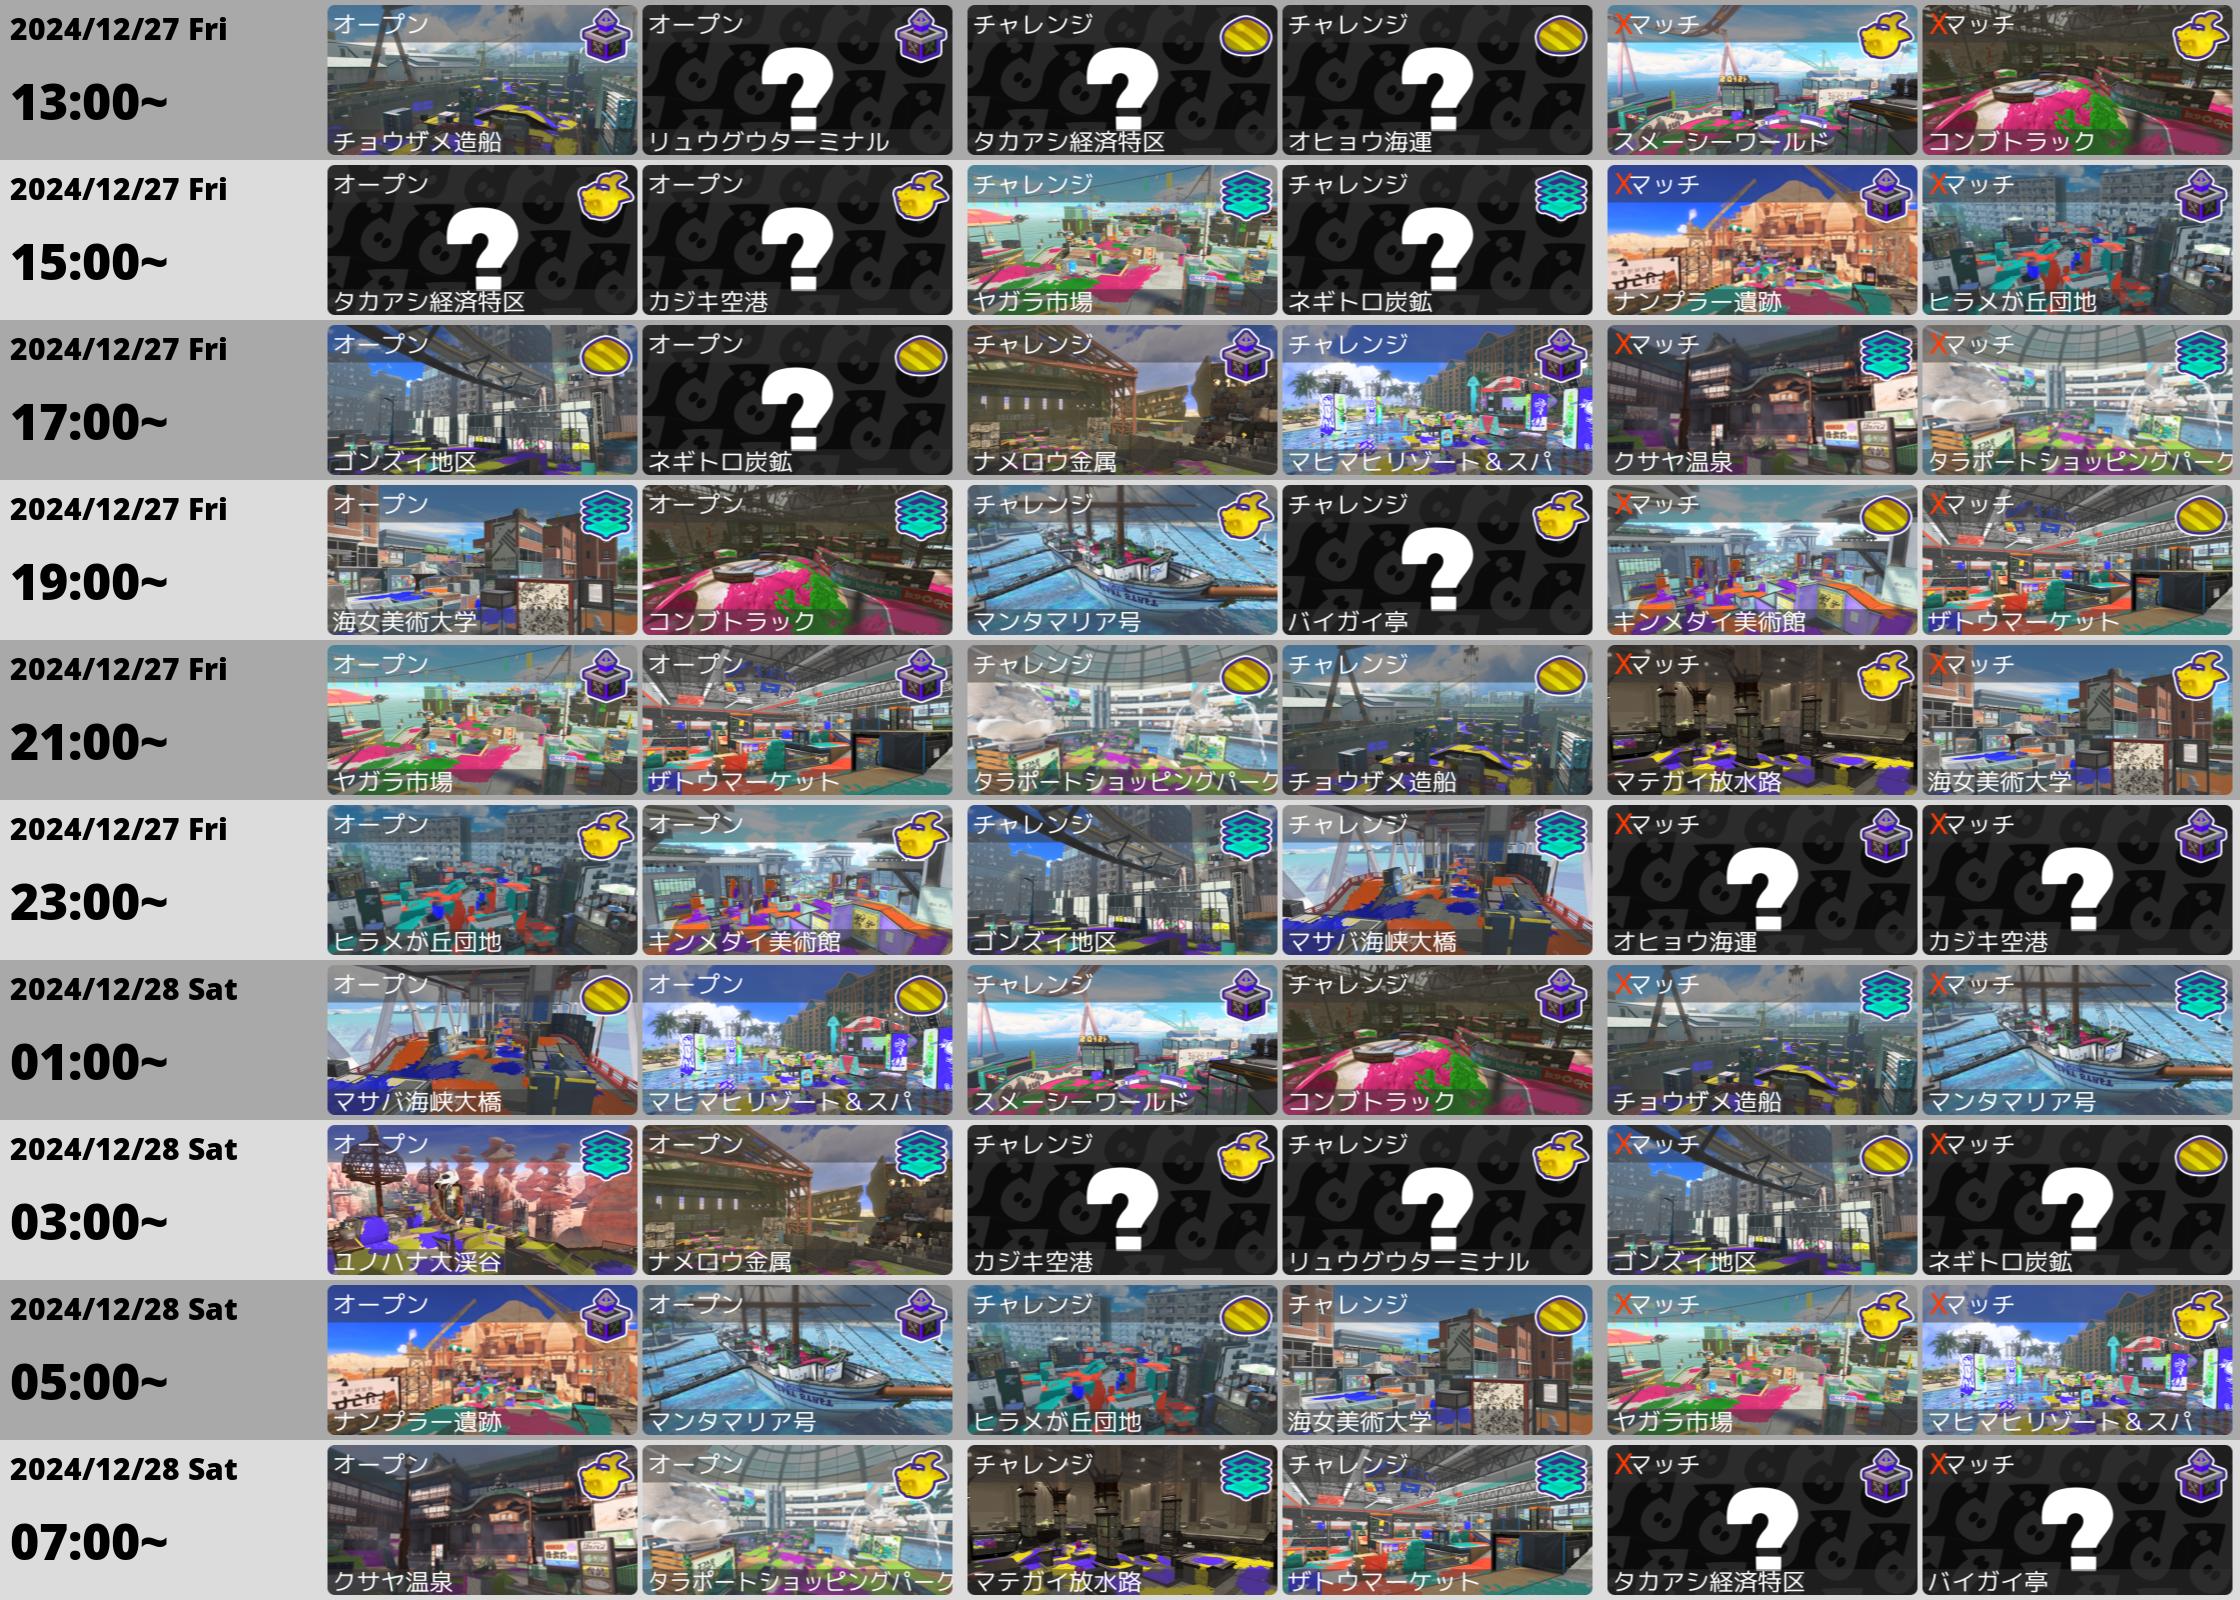 2024/12/27 Fri
13:00~
オープン
チョウザメ造船
オープン
リュウグウターミナル
チャレンジ
タカアシ経済特区
チャレンジ
オヒョウ海運
Xマッチ
スメーシーワールド
Xマッチ
コンブトラック
2024/12/27 Fri
15:00~
オープン
タカアシ経済特区
オープン
カジキ空港
チャレンジ
ヤガラ市場
チャレンジ
ネギトロ炭鉱
Xマッチ
ナンプラー遺跡
Xマッチ
ヒラメが丘団地
2024/12/27 Fri
17:00~
オープン
ゴンズイ地区
オープン
ネギトロ炭鉱
チャレンジ
ナメロウ金属
チャレンジ
マヒマヒリゾート&スパ
Xマッチ
クサヤ温泉
Xマッチ
タラポートショッピングパーク
2024/12/27 Fri
19:00~
オープン
海女美術大学
オープン
コンブトラック
チャレンジ
マンタマリア号
チャレンジ
バイガイ亭
Xマッチ
キンメダイ美術館
Xマッチ
ザトウマーケット
2024/12/27 Fri
21:00~
オープン
ヤガラ市場
オープン
ザトウマーケット
チャレンジ
タラポートショッピングパーク
チャレンジ
チョウザメ造船
Xマッチ
マテガイ放水路
Xマッチ
海女美術大学
2024/12/27 Fri
23:00~
オープン
ヒラメが丘団地
オープン
キンメダイ美術館
チャレンジ
ゴンズイ地区
チャレンジ
マサバ海峡大橋
Xマッチ
オヒョウ海運
Xマッチ
カジキ空港
2024/12/28 Sat
01:00~
オープン
マサバ海峡大橋
オープン
マヒマヒリゾート&スパ
チャレンジ
スメーシーワールド
チャレンジ
コンブトラック
Xマッチ
チョウザメ造船
Xマッチ
マンタマリア号
2024/12/28 Sat
03:00~
オープン
ユノハナ大渓谷
オープン
ナメロウ金属
チャレンジ
カジキ空港
チャレンジ
リュウグウターミナル
Xマッチ
ゴンズイ地区
Xマッチ
ネギトロ炭鉱
2024/12/28 Sat
05:00~
オープン
ナンプラー遺跡
オープン
マンタマリア号
チャレンジ
ヒラメが丘団地
チャレンジ
海女美術大学
Xマッチ
ヤガラ市場
Xマッチ
マヒマヒリゾート&スパ
2024/12/28 Sat
07:00~
オープン
クサヤ温泉
オープン
タラポートショッピングパーク
チャレンジ
マテガイ放水路
チャレンジ
ザトウマーケット
Xマッチ
タカアシ経済特区
Xマッチ
バイガイ亭